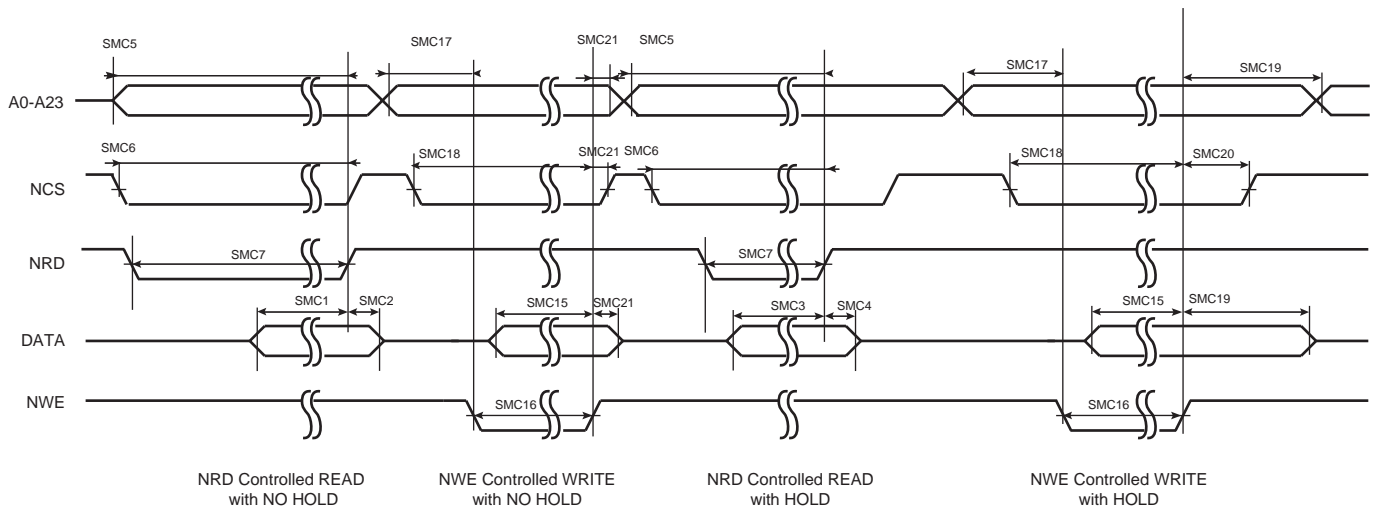 SMC5 SMC17 SMC21 SMC5 SMC17 SMC19
A0-A23
SMC6 SMC18 SMC21 SMC6 SMC18 SMC20
NCS
NRD SMC7 SMC7
SMC1 SMC2 SMC15 SMC21 SMC3 SMC4 SMC15 SMC19
DATA
NWE SMC16 SMC16
NRD Controlled READ
with NO HOLD
NWE Controlled WRITE
with NO HOLD
NRD Controlled READ
with HOLD
NWE Controlled WRITE
with HOLD